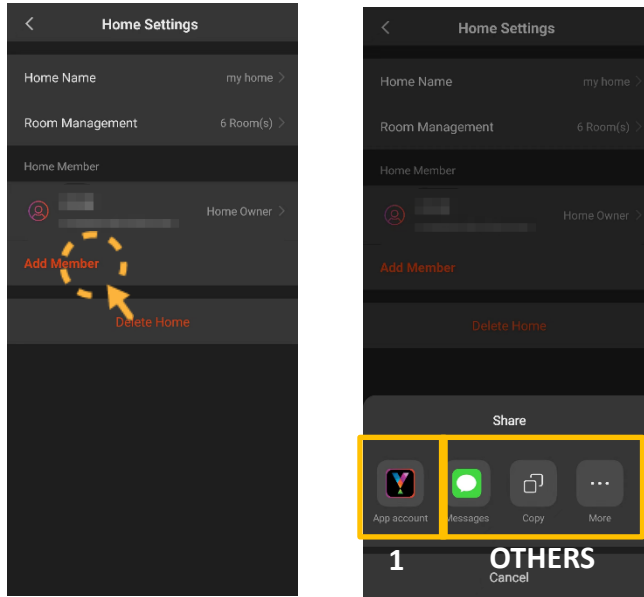 Home Settings
Home Name my home
Room Management 6 Room(s)
Home Member
Home Owner
Add Member
Delete Home
Home Settings
Home Name my home
Room Management 6 Room(s)
Home Member
Home Owner
Add Member
Delete Home
Share
App account Messages Copy More
1 OTHERS
Cancel